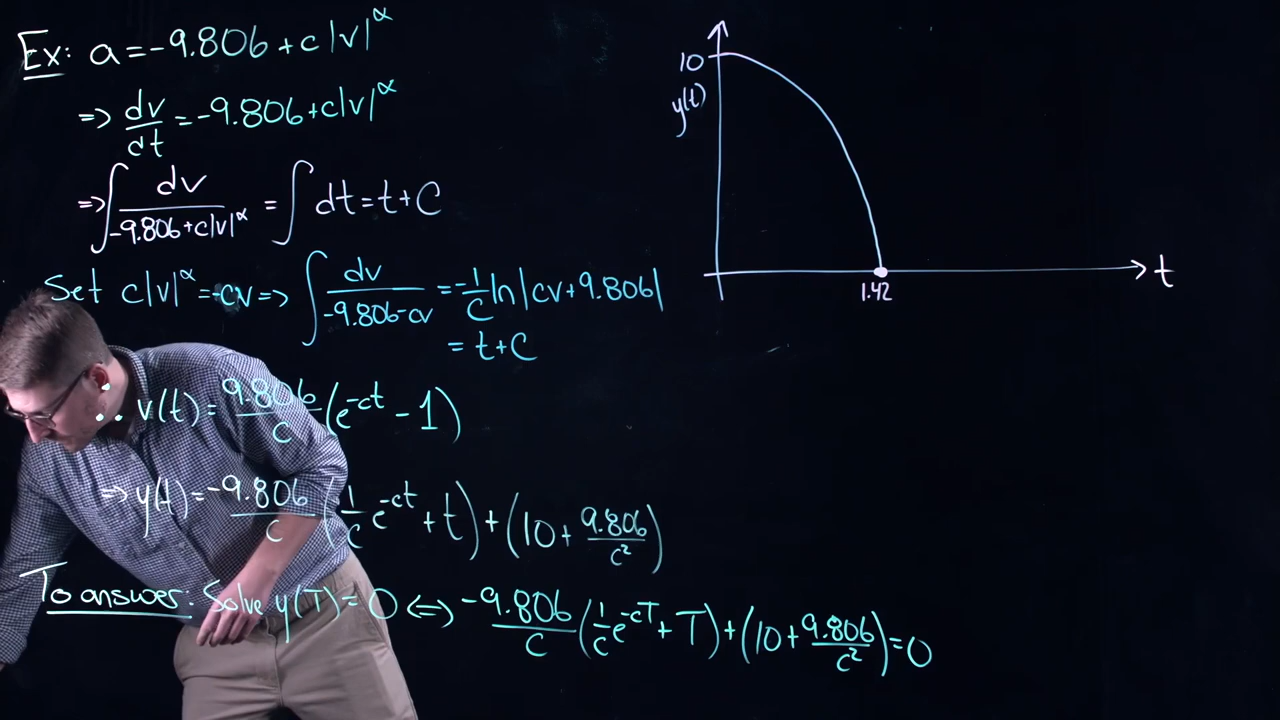 Ex: a = -9.806 + c|v|^α
⇒ dv/dt = -9.806 + c|v|^α
⇒ ∫ dv/(-9.806 + c|v|^α) = ∫ dt = t + C
Set c|v|^α = -cv ⇒ ∫ dv/(-9.806 - cv) = -1/c ln|cv + 9.806|
= t + C
∴ v(t) = 9.806/c (e^-ct - 1)
⇒ y(t) = -9.806/c (1/c e^-ct + t) + (10 + 9.806/c²)
To answer: Solve y(T) = 0 ⇔ -9.806/c (1/c e^-cT + T) + (10 + 9.806/c²) = 0
10
y(t)
t
1.42